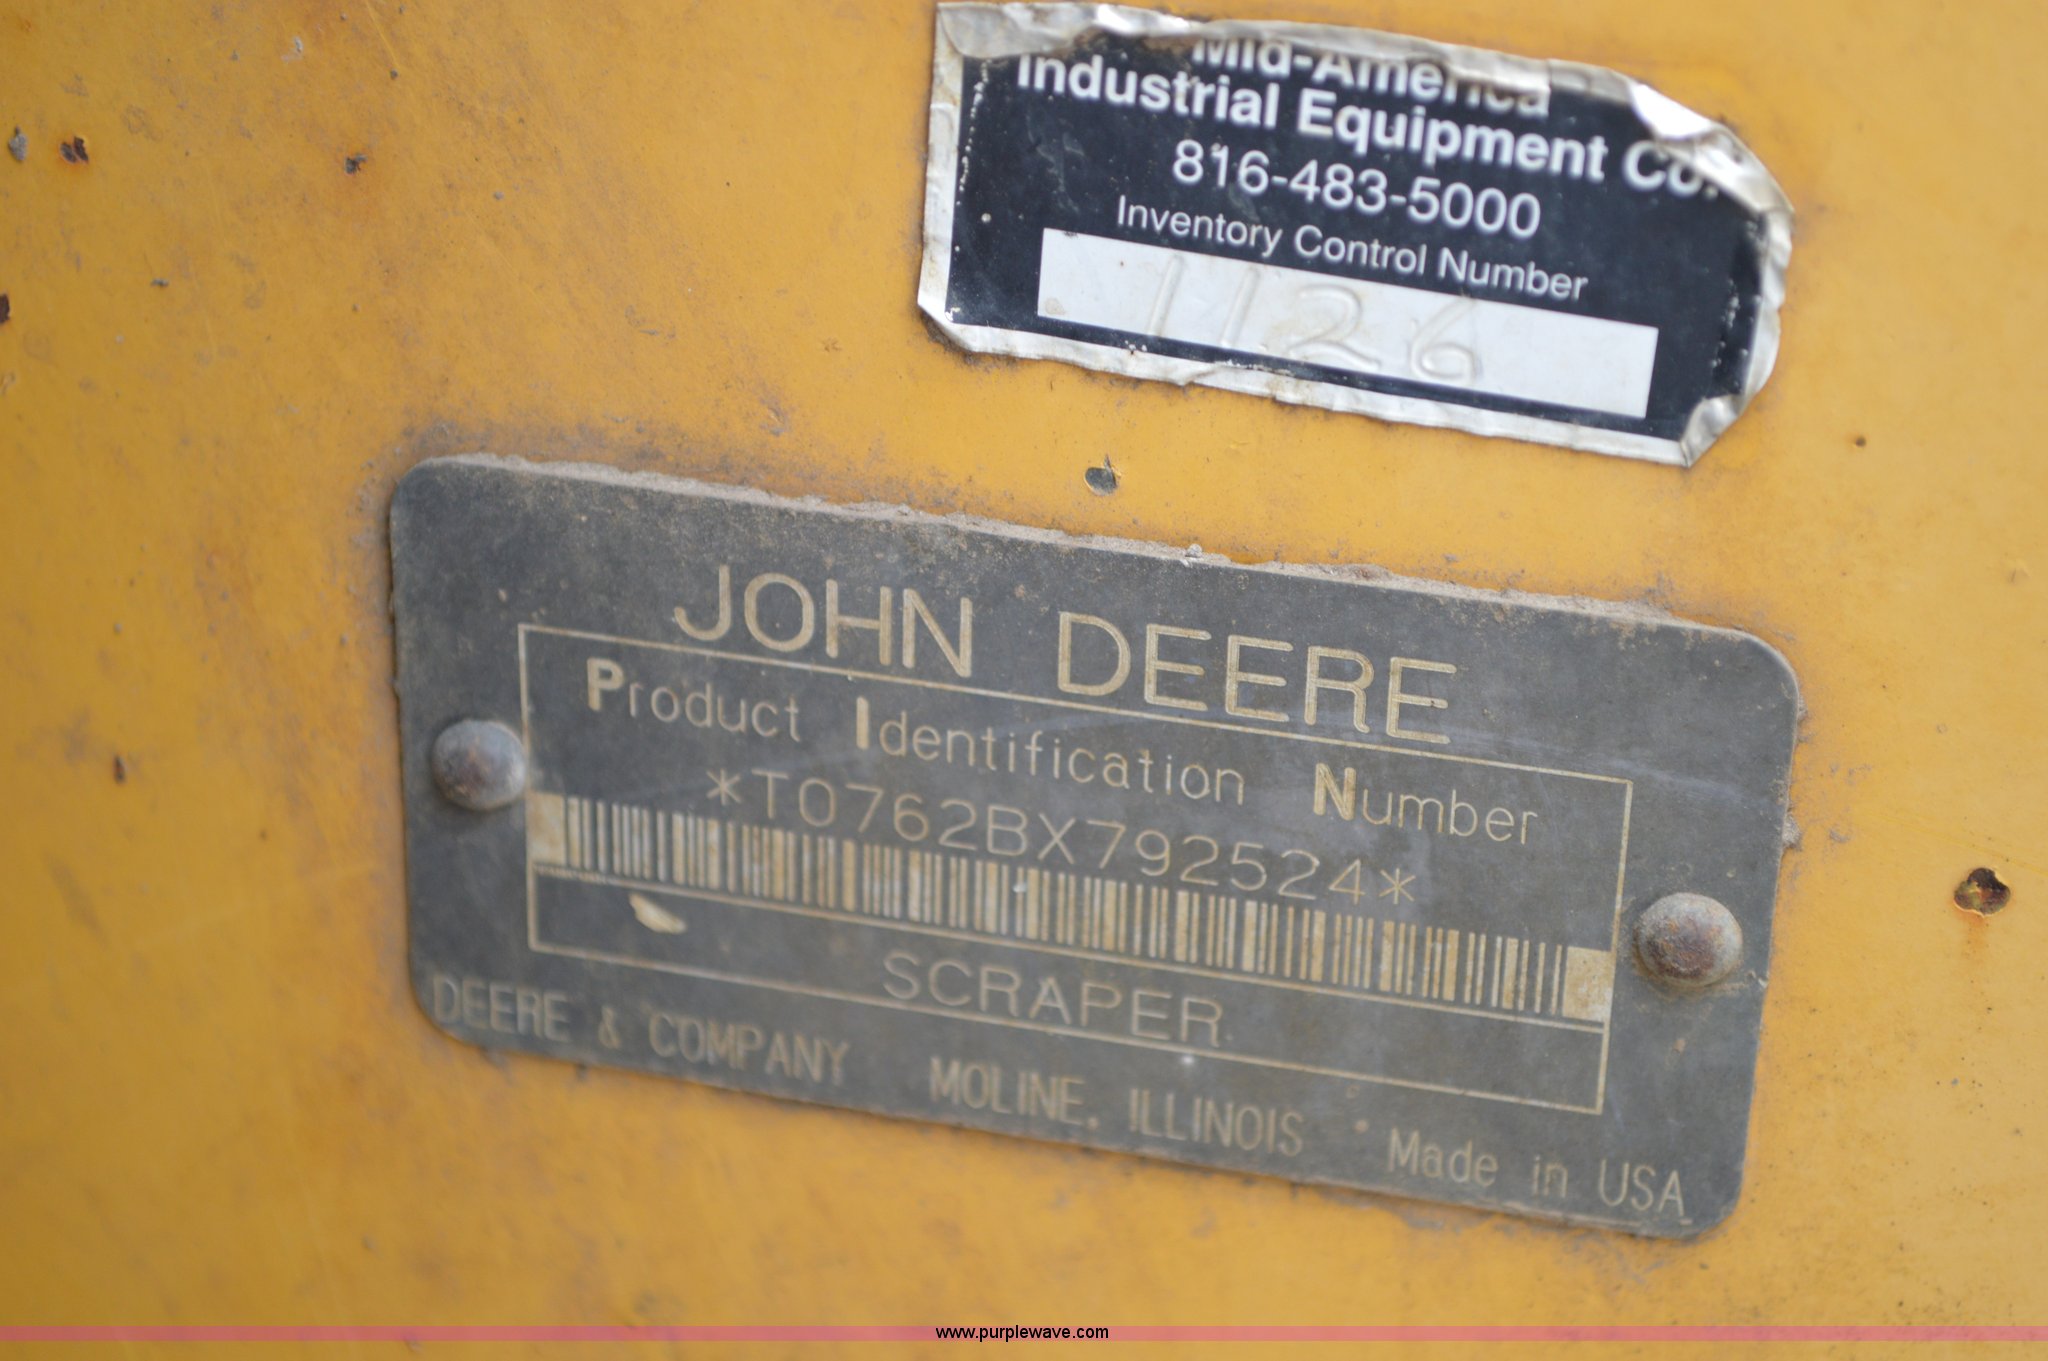 Mid-America
Industrial Equipment Co.
816-483-5000
Inventory Control Number
1126
JOHN DEERE
Product Identification Number
*T0762BX792524*
SCRAPER
DEERE & COMPANY MOLINE, ILLINOIS Made in USA
www.purplewave.com